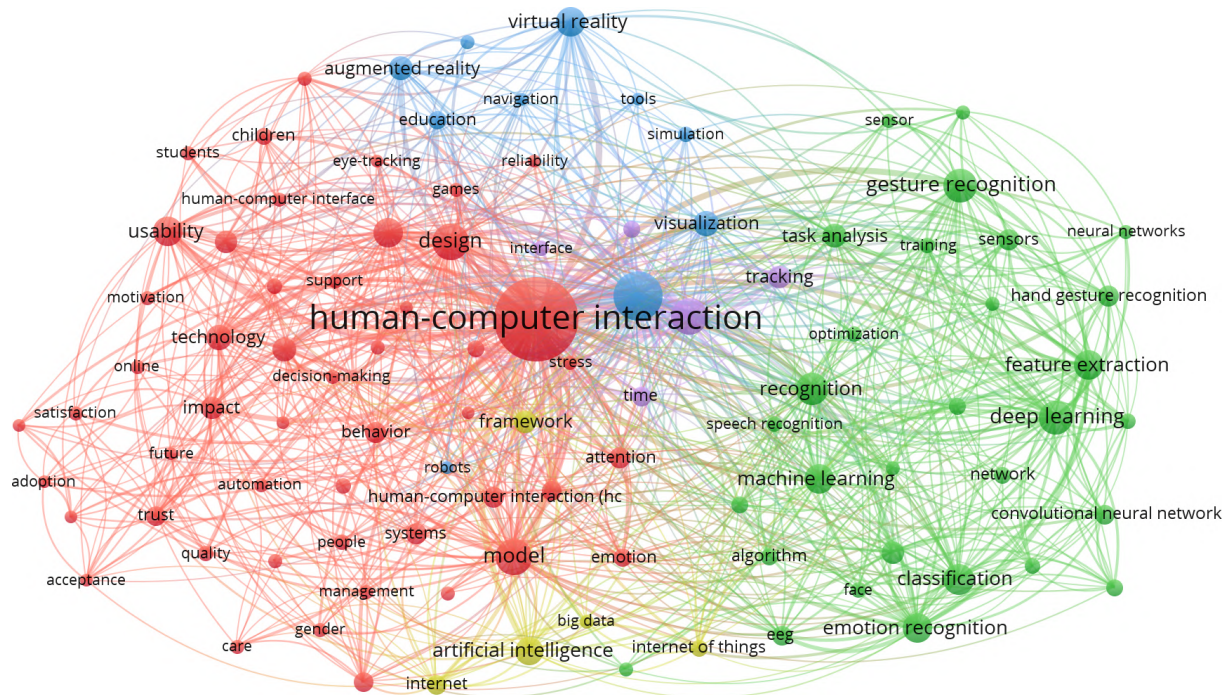 virtual reality
augmented reality
navigation
tools
education
sensor
children
simulation
students
eye-tracking
reliability
gesture recognition
games
human-computer interface
visualization
usability
design
task analysis
neural networks
interface
training
sensors
tracking
support
motivation
hand gesture recognition
human-computer interaction
technology
optimization
stress
online
feature extraction
decision-making
recognition
time
impact
satisfaction
deep learning
framework
speech recognition
behavior
future
attention
robots
network
machine learning
adoption
automation
human-computer interaction (hc
trust
convolutional neural network
systems
people
quality
model
emotion
algorithm
acceptance
classification
management
face
big data
gender
emotion recognition
eeg
care
artificial intelligence
internet of things
internet